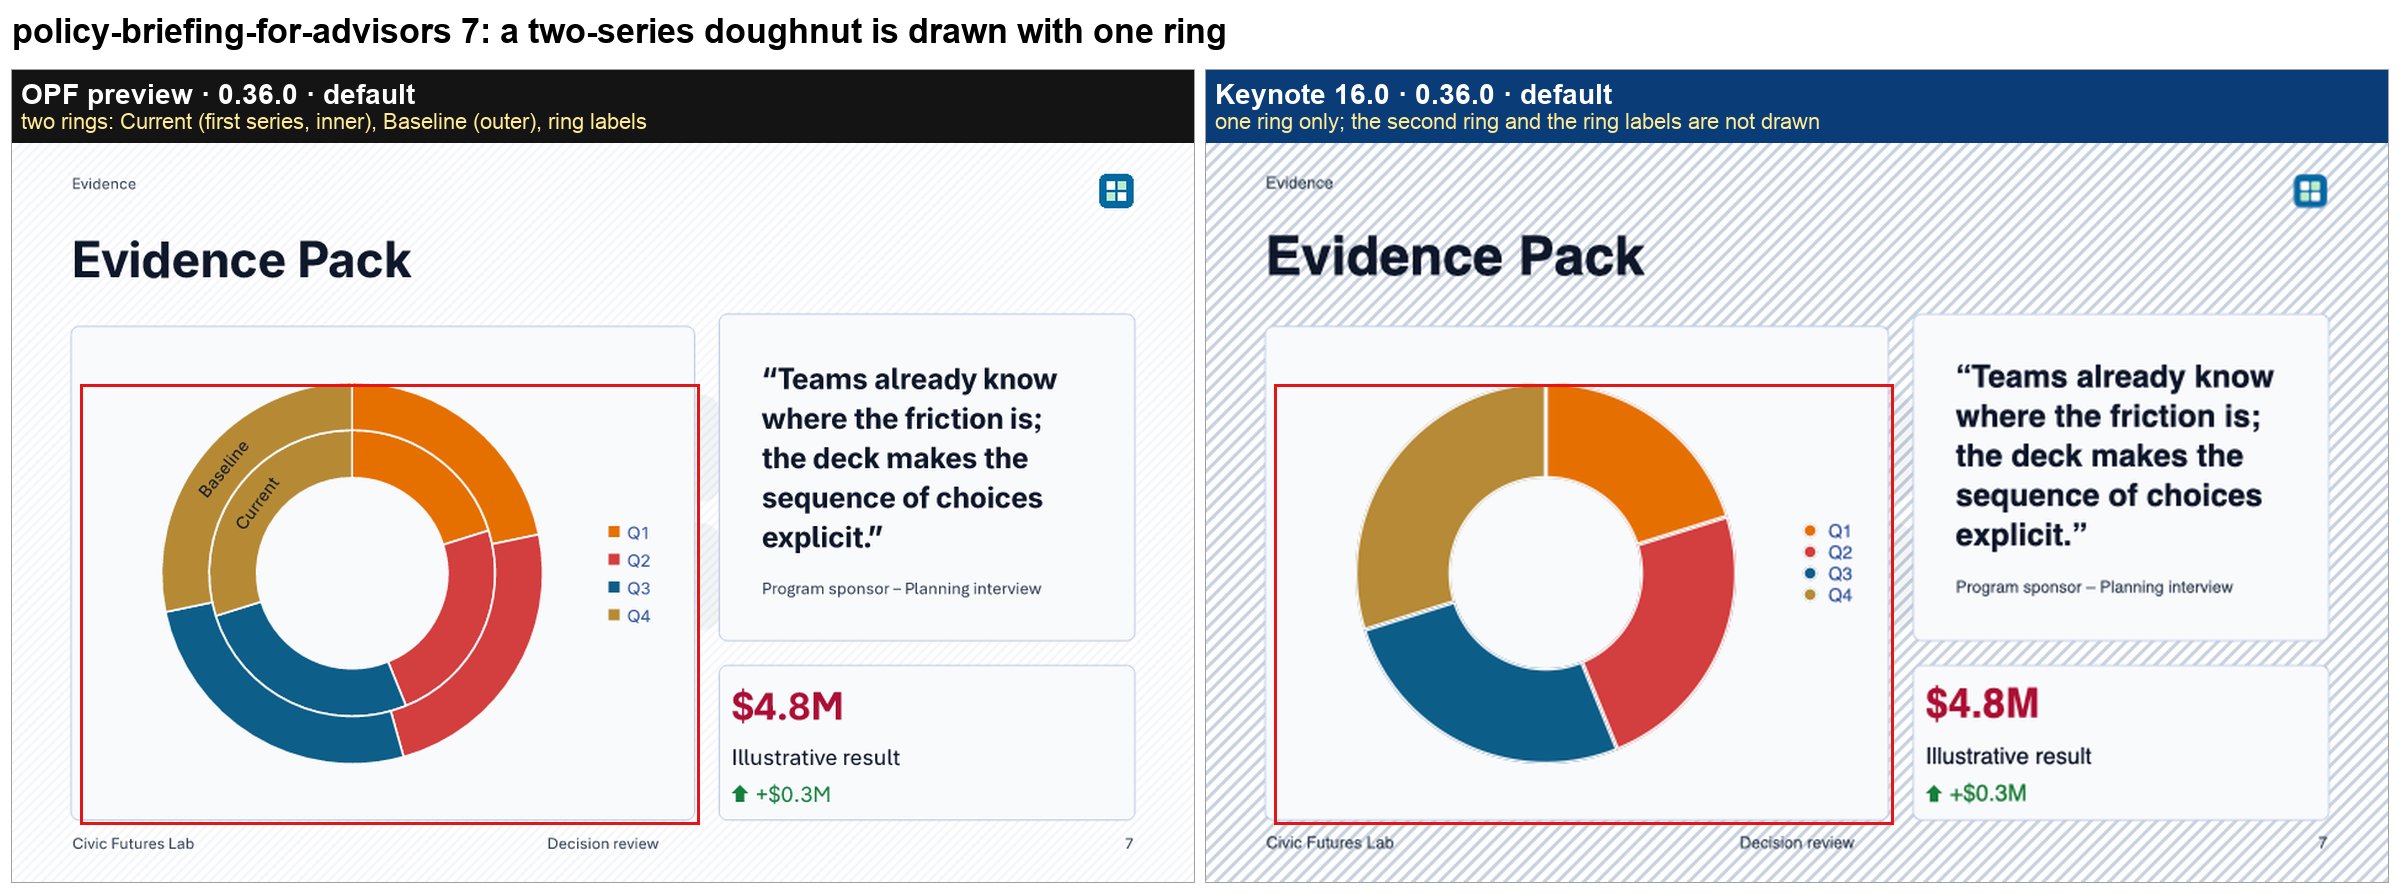 policy-briefing-for-advisors 7: a two-series doughnut is drawn with one ring
OPF preview · 0.36.0 · default
two rings: Current (first series, inner), Baseline (outer), ring labels
Evidence
Evidence Pack
Baseline
Current
Q1
Q2
Q3
Q4
“Teams already know
where the friction is;
the deck makes the
sequence of choices
explicit.”
Program sponsor – Planning interview
$4.8M
Illustrative result
+$0.3M
Civic Futures Lab
Decision review
7
Keynote 16.0 · 0.36.0 · default
one ring only; the second ring and the ring labels are not drawn
Evidence
Evidence Pack
Q1
Q2
Q3
Q4
“Teams already know
where the friction is;
the deck makes the
sequence of choices
explicit.”
Program sponsor – Planning interview
$4.8M
Illustrative result
+$0.3M
Civic Futures Lab
Decision review
7